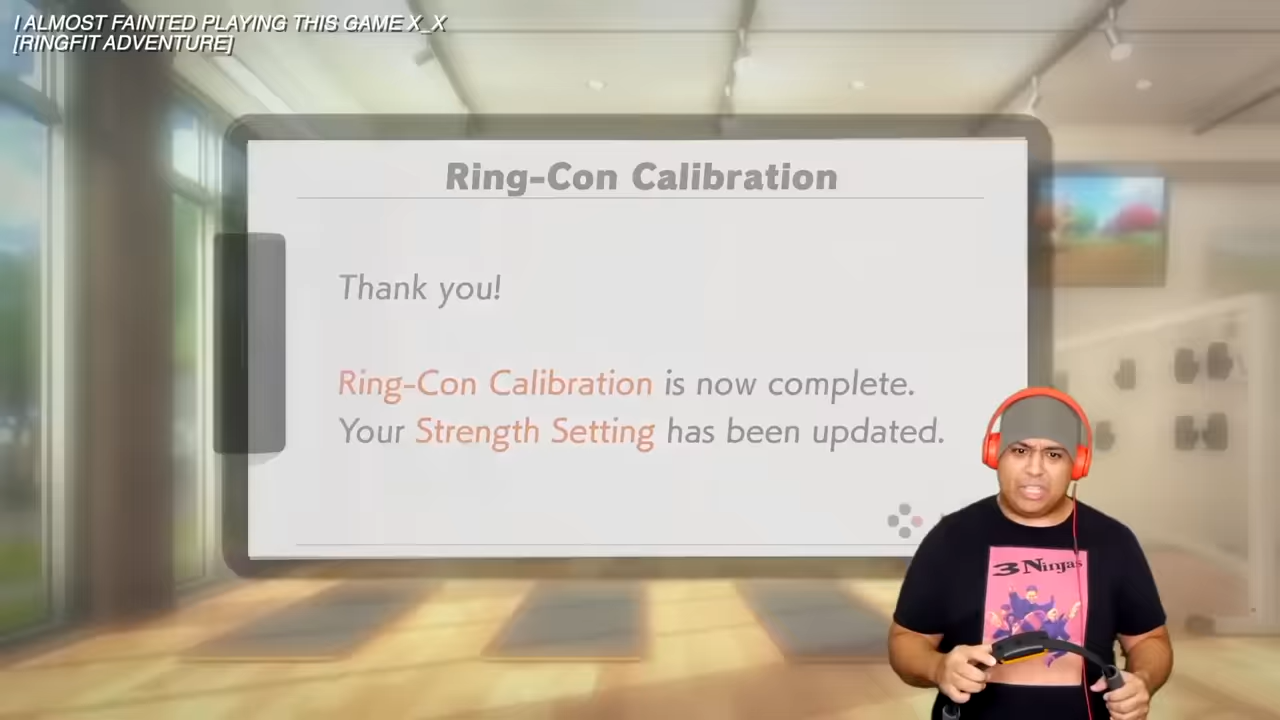 I ALMOST FAINTED PLAYING THIS GAME X_X
[RINGFIT ADVENTURE]
Ring-Con Calibration
Thank you!
Ring-Con Calibration is now complete.
Your Strength Setting has been updated.
3 Ninjas